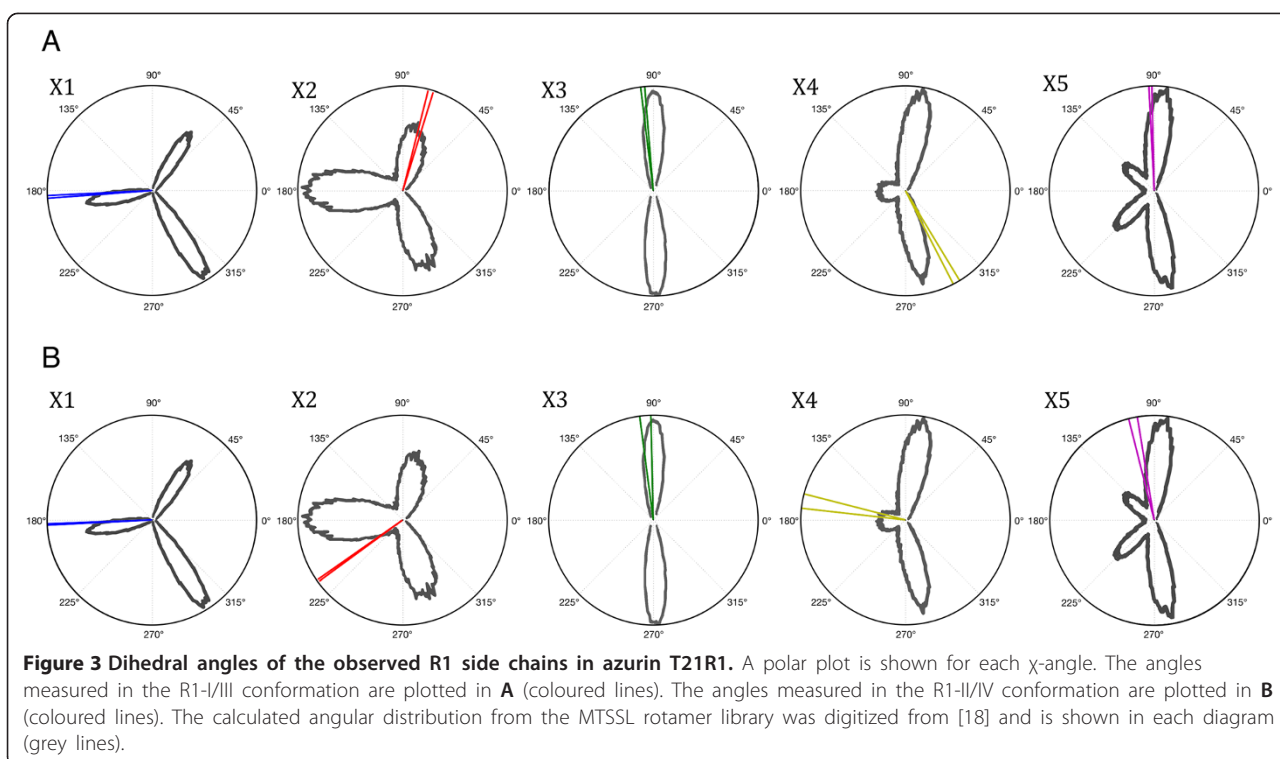 A
X1 X2 X3 X4 X5
90° 90° 90° 90° 90°
135° 45° 135° 45° 135° 45° 135° 45° 135° 45°
180° 0° 180° 0° 180° 0° 180° 0° 180° 0°
225° 315° 225° 315° 225° 315° 225° 315° 225° 315°
270° 270° 270° 270° 270°
B
X1 X2 X3 X4 X5
90° 90° 90° 90° 90°
135° 45° 135° 45° 135° 45° 135° 45° 135° 45°
180° 0° 180° 0° 180° 0° 180° 0° 180° 0°
225° 315° 225° 315° 225° 315° 225° 315° 225° 315°
270° 270° 270° 270° 270°
Figure 3 Dihedral angles of the observed R1 side chains in azurin T21R1. A polar plot is shown for each χ-angle. The angles
measured in the R1-I/III conformation are plotted in A (coloured lines). The angles measured in the R1-II/IV conformation are plotted in B
(coloured lines). The calculated angular distribution from the MTSSL rotamer library was digitized from [18] and is shown in each diagram
(grey lines).